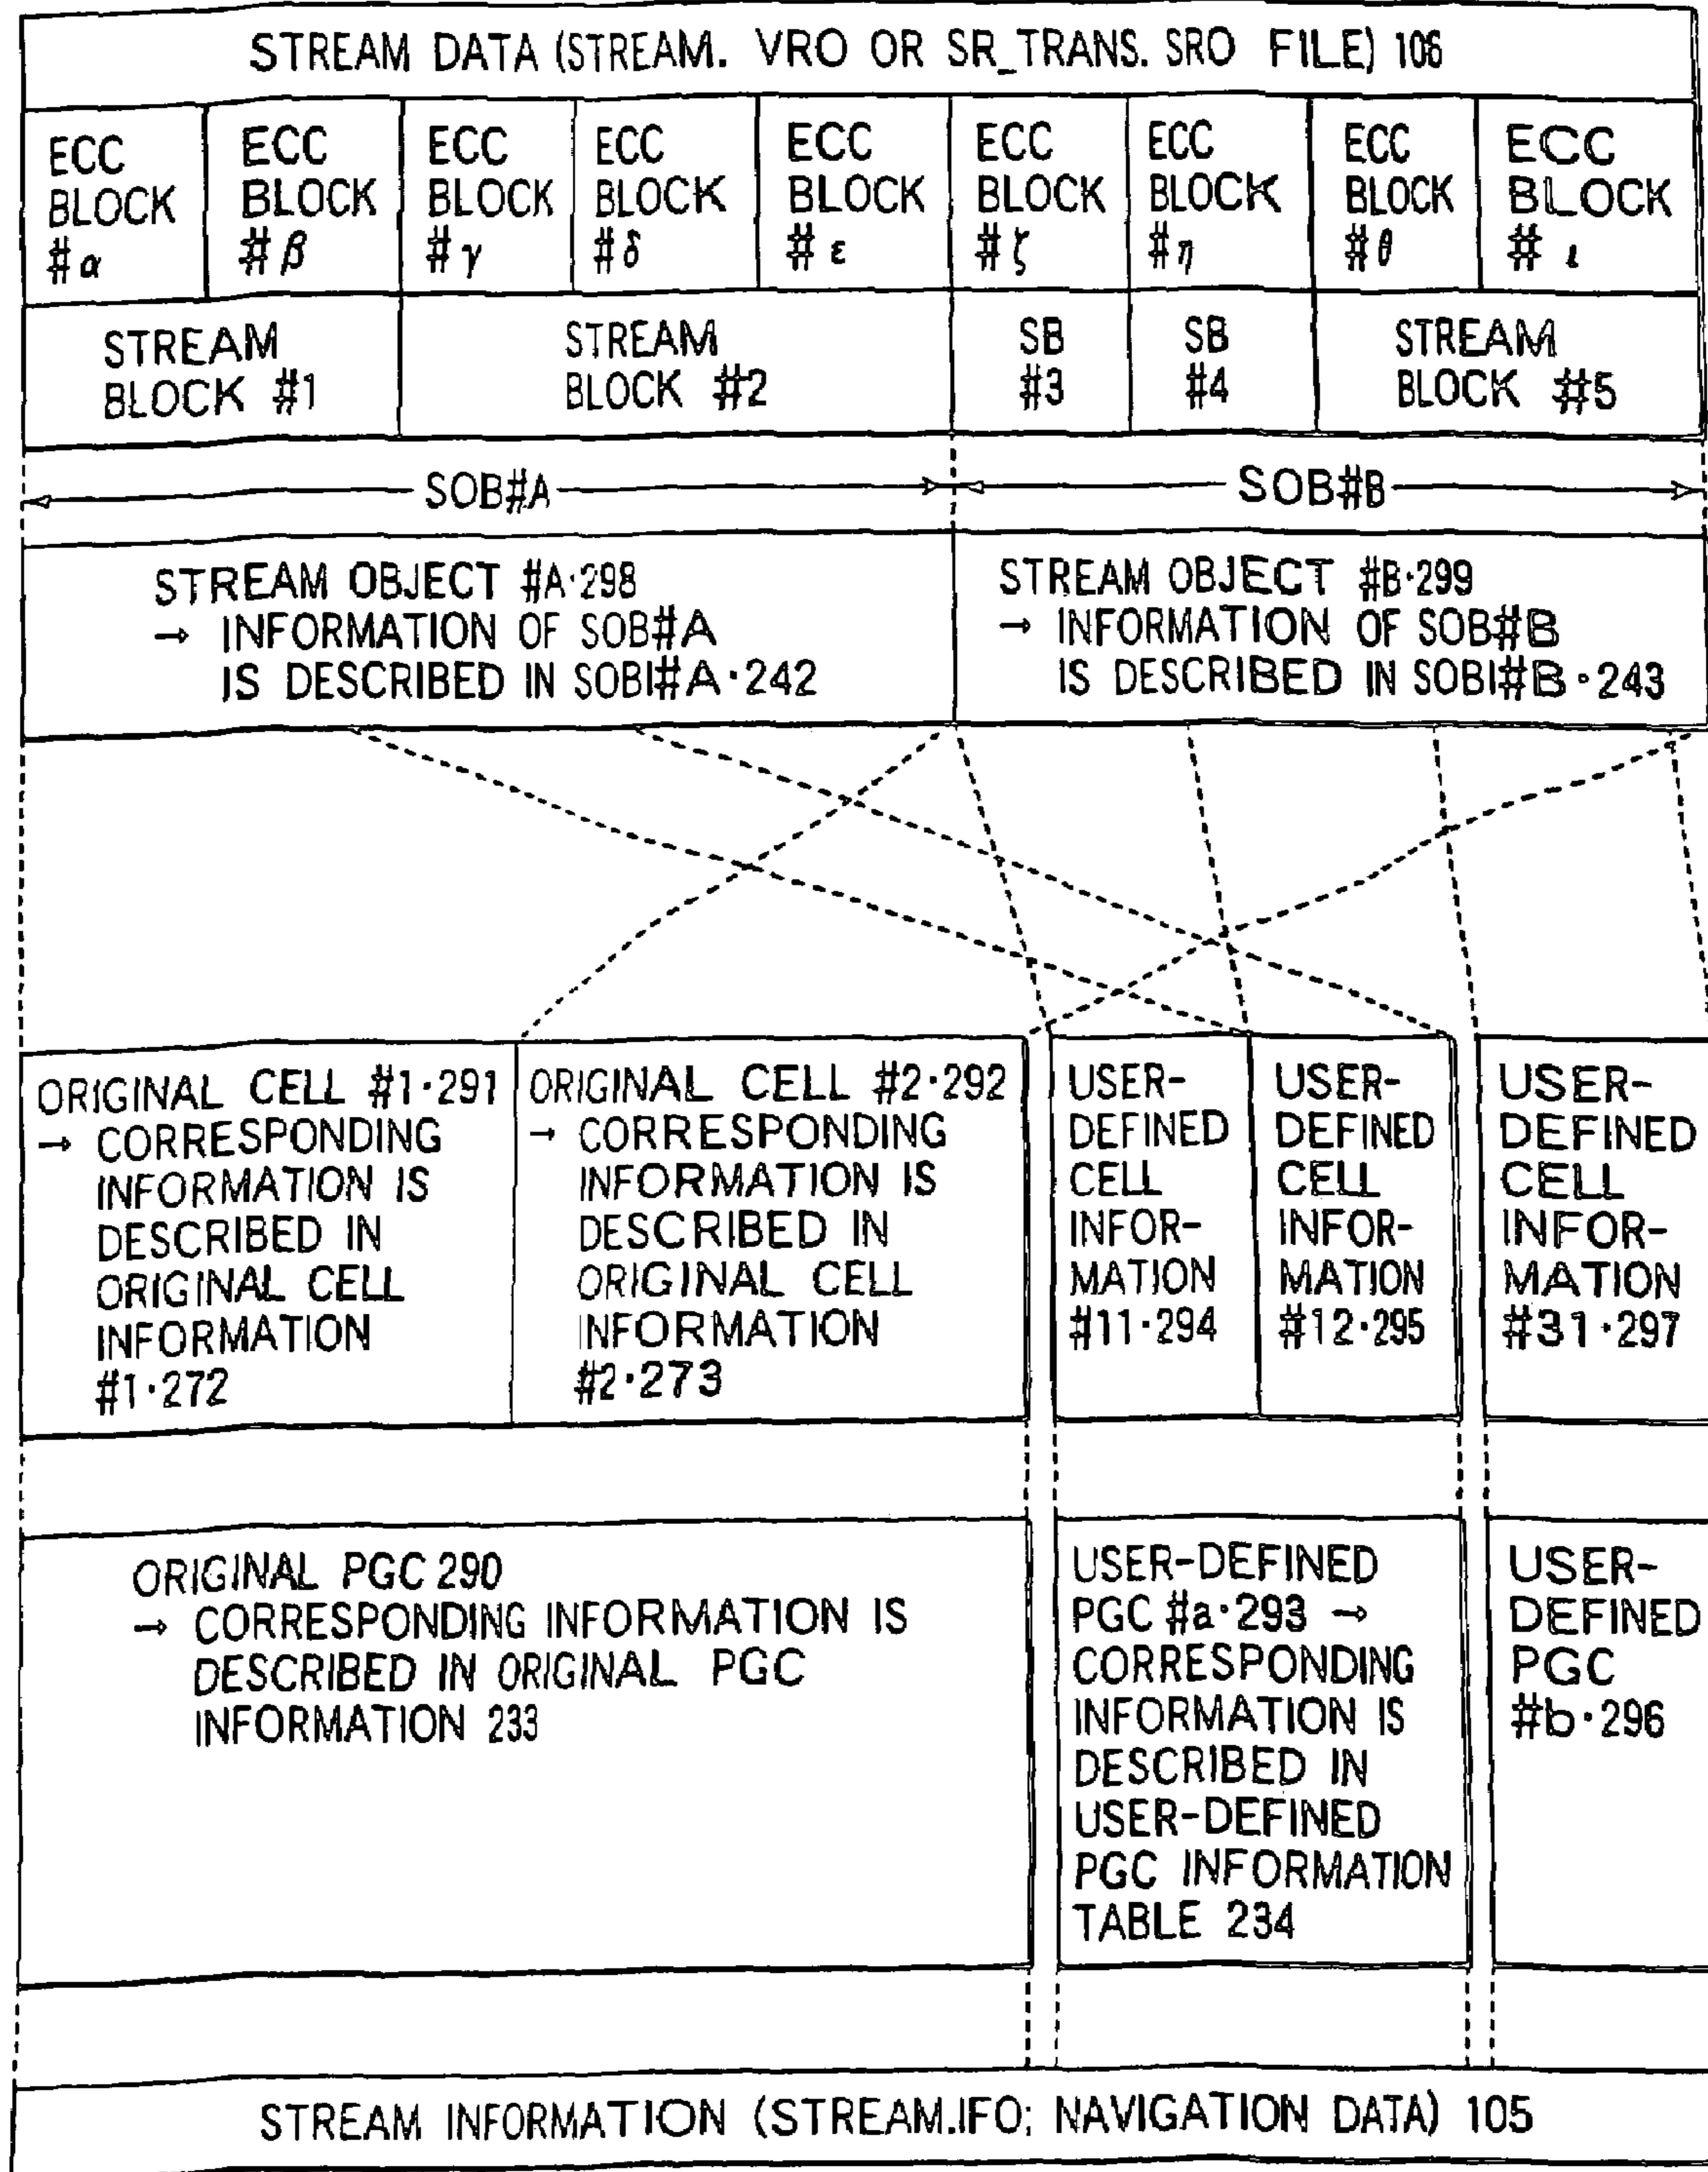 STREAM DATA (STREAM. VRO OR SR_TRANS. SRO FILE) 106
ECC
BLOCK
#α
ECC
BLOCK
#β
ECC
BLOCK
#γ
ECC
BLOCK
#δ
ECC
BLOCK
#ε
ECC
BLOCK
#ζ
ECC
BLOCK
#η
ECC
BLOCK
#θ
ECC
BLOCK
#ι
STREAM
BLOCK #1
STREAM
BLOCK #2
SB
#3
SB
#4
STREAM
BLOCK #5
SOB#A
SOB#B
STREAM OBJECT #A·298
→ INFORMATION OF SOB#A
IS DESCRIBED IN SOBI#A·242
STREAM OBJECT #B·299
→ INFORMATION OF SOB#B
IS DESCRIBED IN SOBI#B·243
ORIGINAL CELL #1·291
→ CORRESPONDING
INFORMATION IS
DESCRIBED IN
ORIGINAL CELL
INFORMATION
#1·272
ORIGINAL CELL #2·292
→ CORRESPONDING
INFORMATION IS
DESCRIBED IN
ORIGINAL CELL
INFORMATION
#2·273
USER-
DEFINED
CELL
INFOR-
MATION
#11·294
USER-
DEFINED
CELL
INFOR-
MATION
#12·295
USER-
DEFINED
CELL
INFOR-
MATION
#31·297
ORIGINAL PGC 290
→ CORRESPONDING INFORMATION IS
DESCRIBED IN ORIGINAL PGC
INFORMATION 233
USER-DEFINED
PGC #a·293 →
CORRESPONDING
INFORMATION IS
DESCRIBED IN
USER-DEFINED
PGC INFORMATION
TABLE 234
USER-
DEFINED
PGC
#b·296
STREAM INFORMATION (STREAM.IFO; NAVIGATION DATA) 105